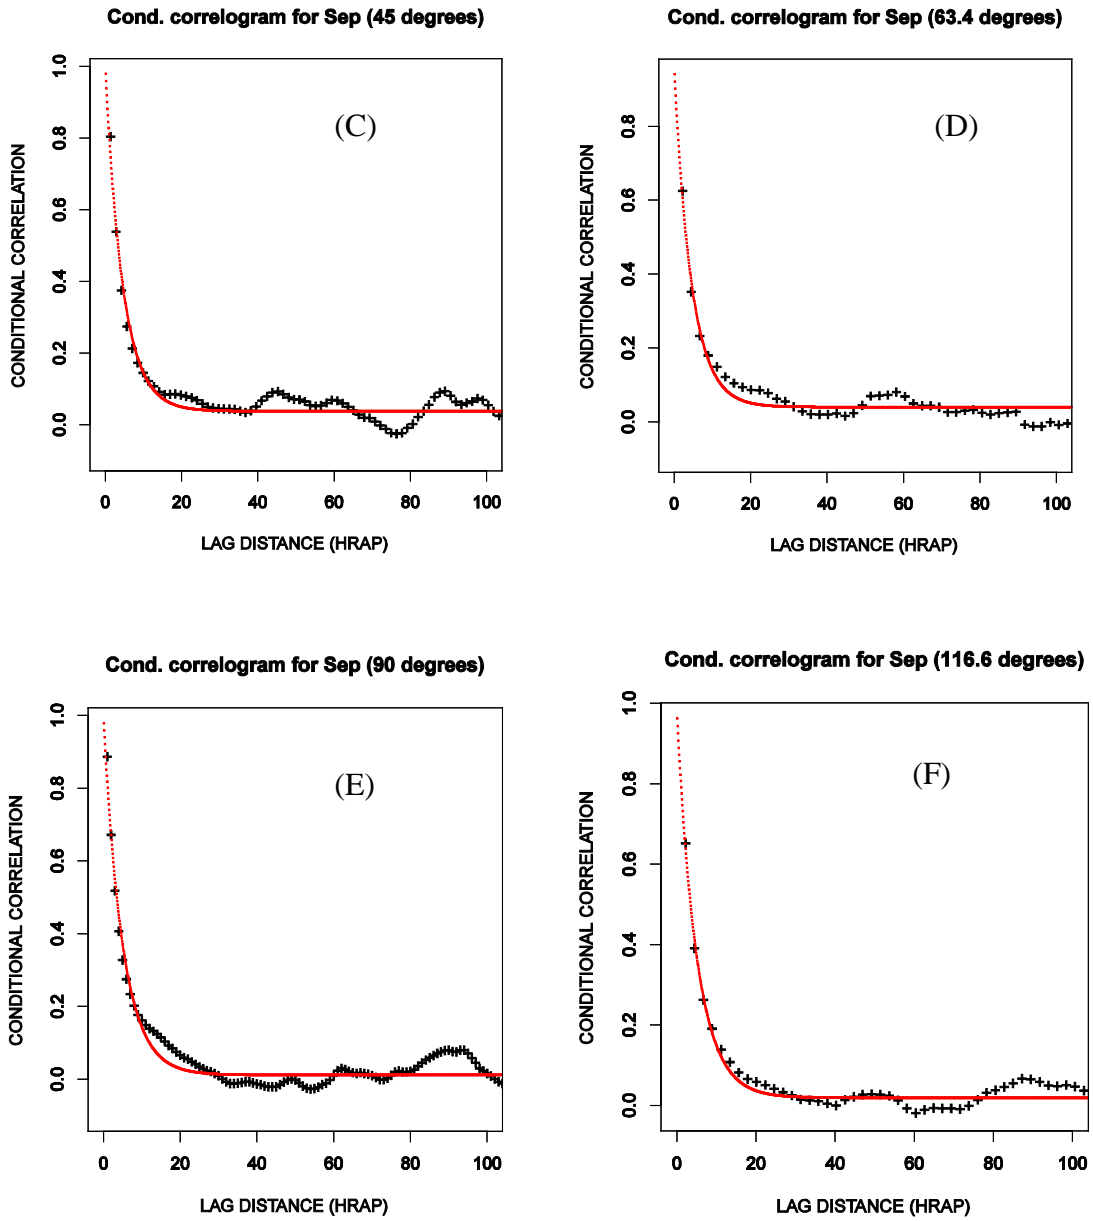 Cond. correlogram for Sep (45 degrees)
CONDITIONAL CORRELATION
1.0
0.8
0.6
0.4
0.2
0.0
(C)
0 20 40 60 80 100
LAG DISTANCE (HRAP)
Cond. correlogram for Sep (63.4 degrees)
CONDITIONAL CORRELATION
0.8
0.6
0.4
0.2
0.0
(D)
0 20 40 60 80 100
LAG DISTANCE (HRAP)
Cond. correlogram for Sep (90 degrees)
CONDITIONAL CORRELATION
1.0
0.8
0.6
0.4
0.2
0.0
(E)
0 20 40 60 80 100
LAG DISTANCE (HRAP)
Cond. correlogram for Sep (116.6 degrees)
CONDITIONAL CORRELATION
1.0
0.8
0.6
0.4
0.2
0.0
(F)
0 20 40 60 80 100
LAG DISTANCE (HRAP)